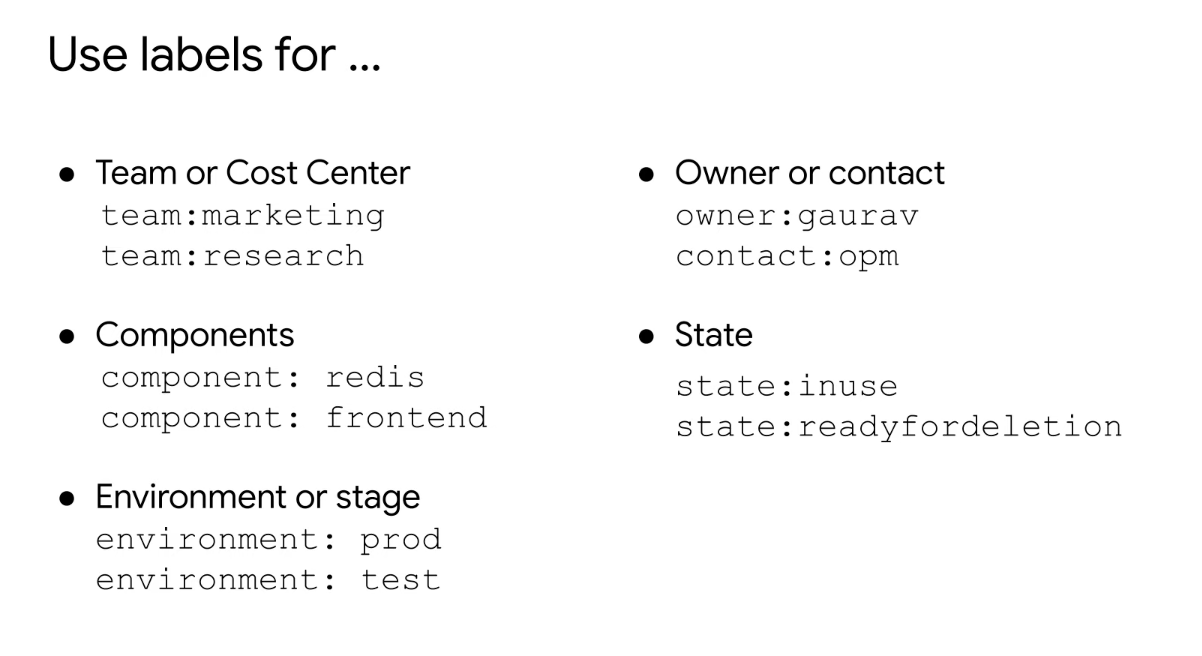 Use labels for ...
● Team or Cost Center
team:marketing
team:research
● Components
component: redis
component: frontend
● Environment or stage
environment: prod
environment: test
● Owner or contact
owner:gaurav
contact:opm
● State
state:inuse
state:readyfordeletion